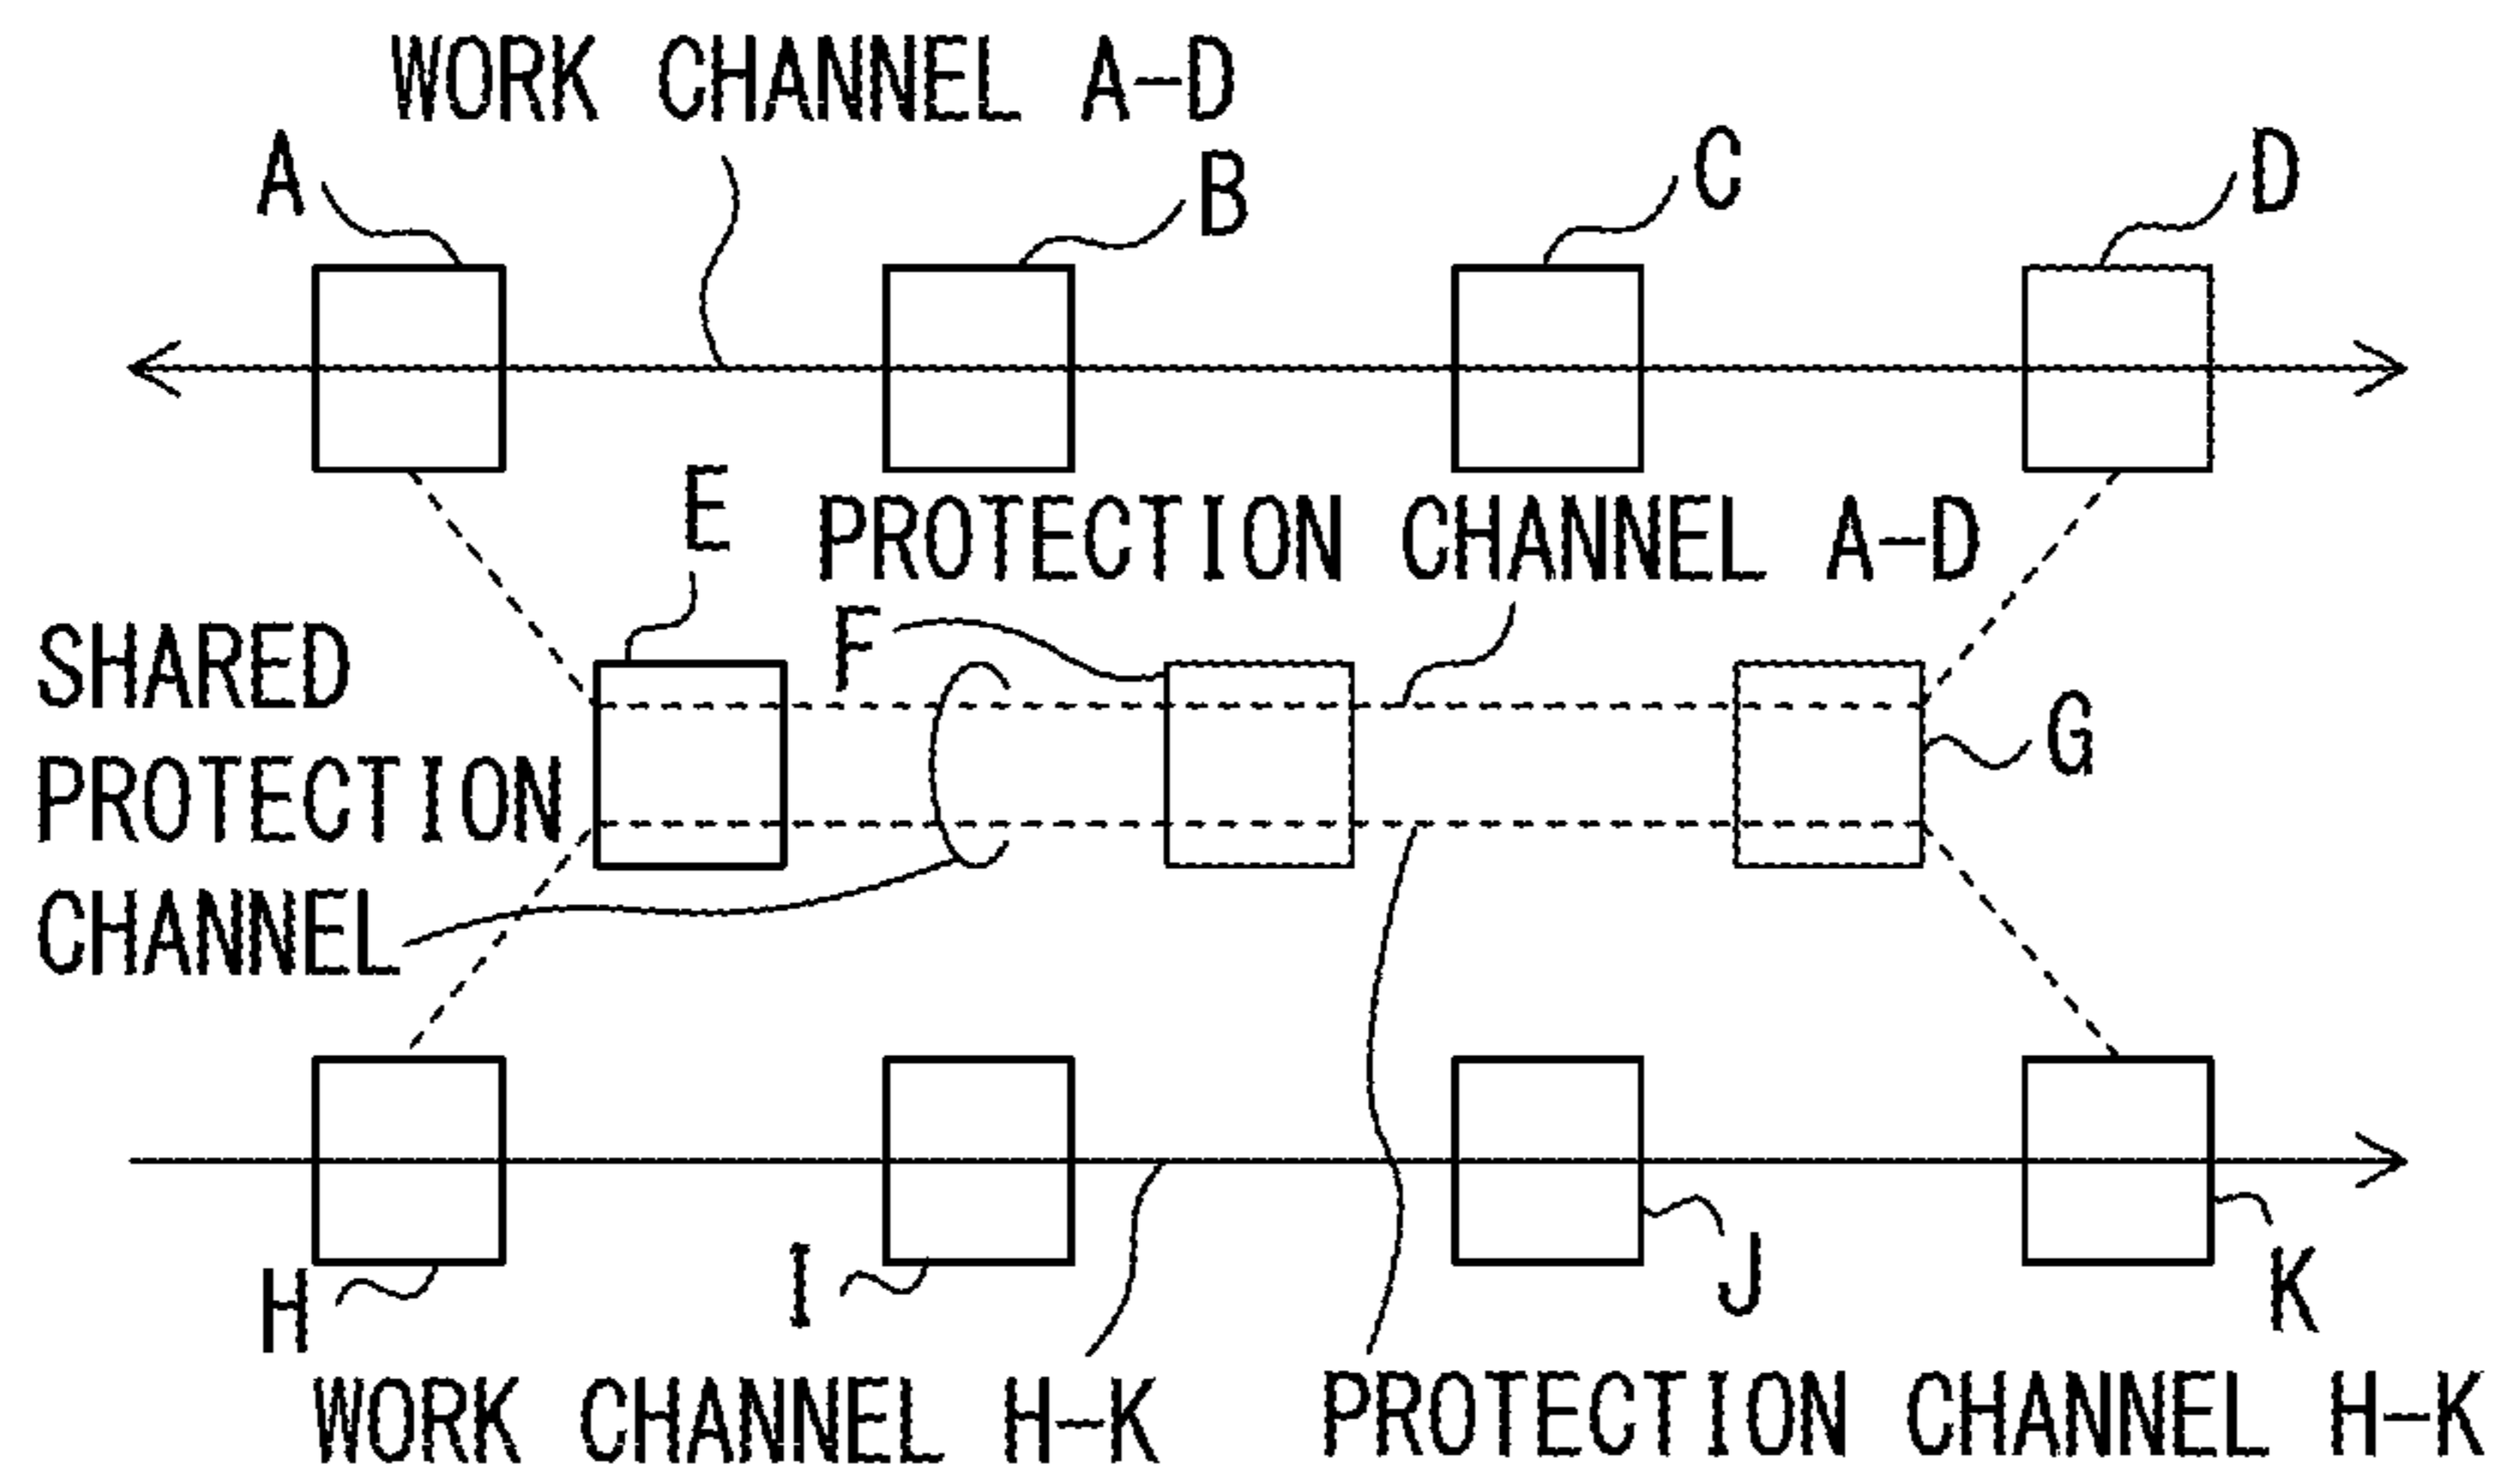 WORK CHANNEL A-D
A
B
C
D
E
PROTECTION CHANNEL A-D
SHARED
PROTECTION
CHANNEL
F
G
H
I
J
K
WORK CHANNEL H-K
PROTECTION CHANNEL H-K